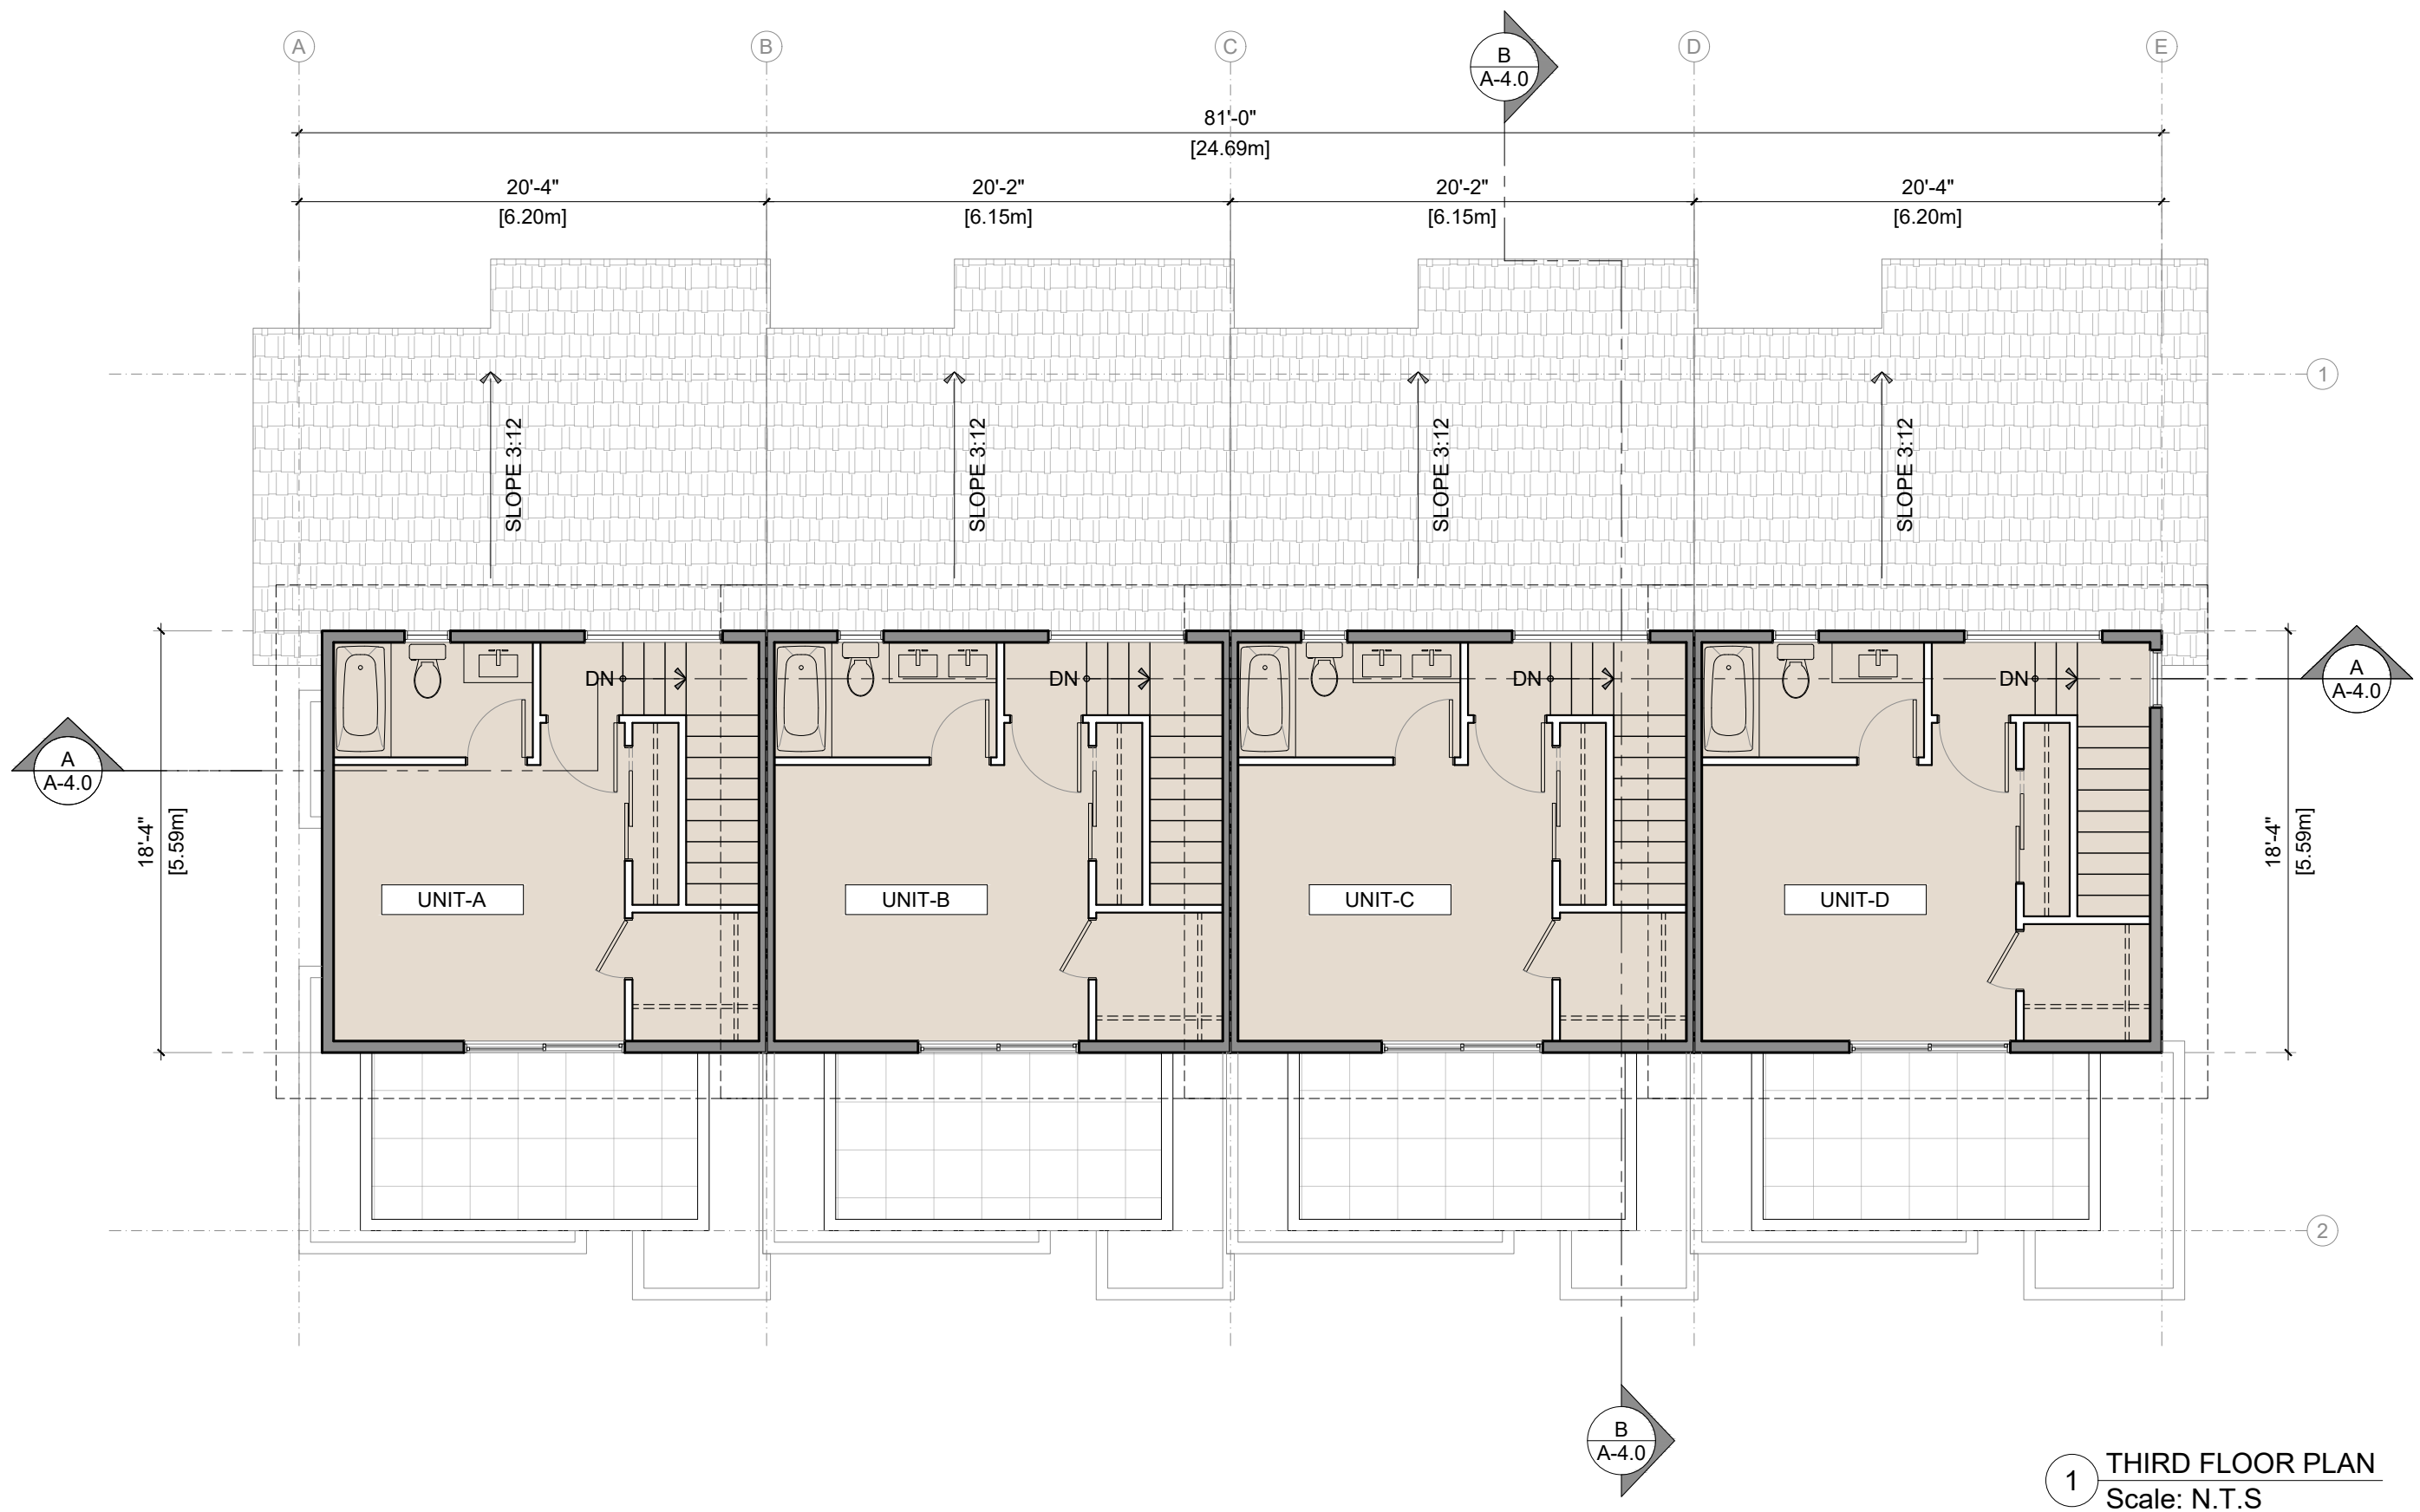 A
B
C
D
E
B
A-4.0
81'-0"
[24.69m]
20'-4"
[6.20m]
20'-2"
[6.15m]
20'-2"
[6.15m]
20'-4"
[6.20m]
1
SLOPE 3:12
SLOPE 3:12
SLOPE 3:12
SLOPE 3:12
DN
DN
DN
DN
A
A-4.0
A
A-4.0
18'-4"
[5.59m]
18'-4"
[5.59m]
UNIT-A
UNIT-B
UNIT-C
UNIT-D
2
B
A-4.0
1
THIRD FLOOR PLAN
Scale: N.T.S